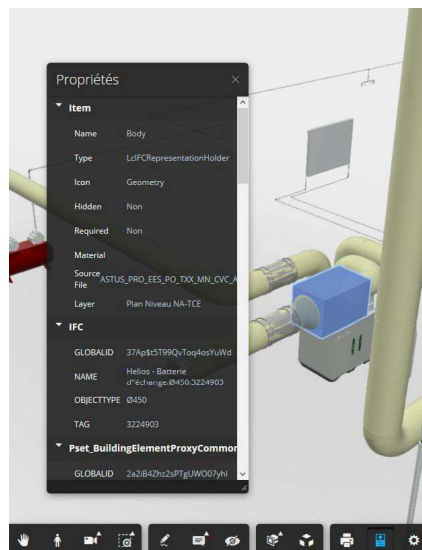 Propriétés
Item
Name Body
Type LcIFCRepresentationHolder
Icon Geometry
Hidden Non
Required Non
Material
Source File ASTUS_PRO_EES_PO_TXX_MN_CVC_A
Layer Plan Niveau NA-TCE
IFC
GLOBALID 37Ap$t5T99QvToq4osYuWd
NAME Helios - Batterie
d"échange:Ø450:3224903
OBJECTTYPE Ø450
TAG 3224903
Pset_BuildingElementProxyCommon
GLOBALID 2a2iB4Zhz2sPTgUWO07yhl